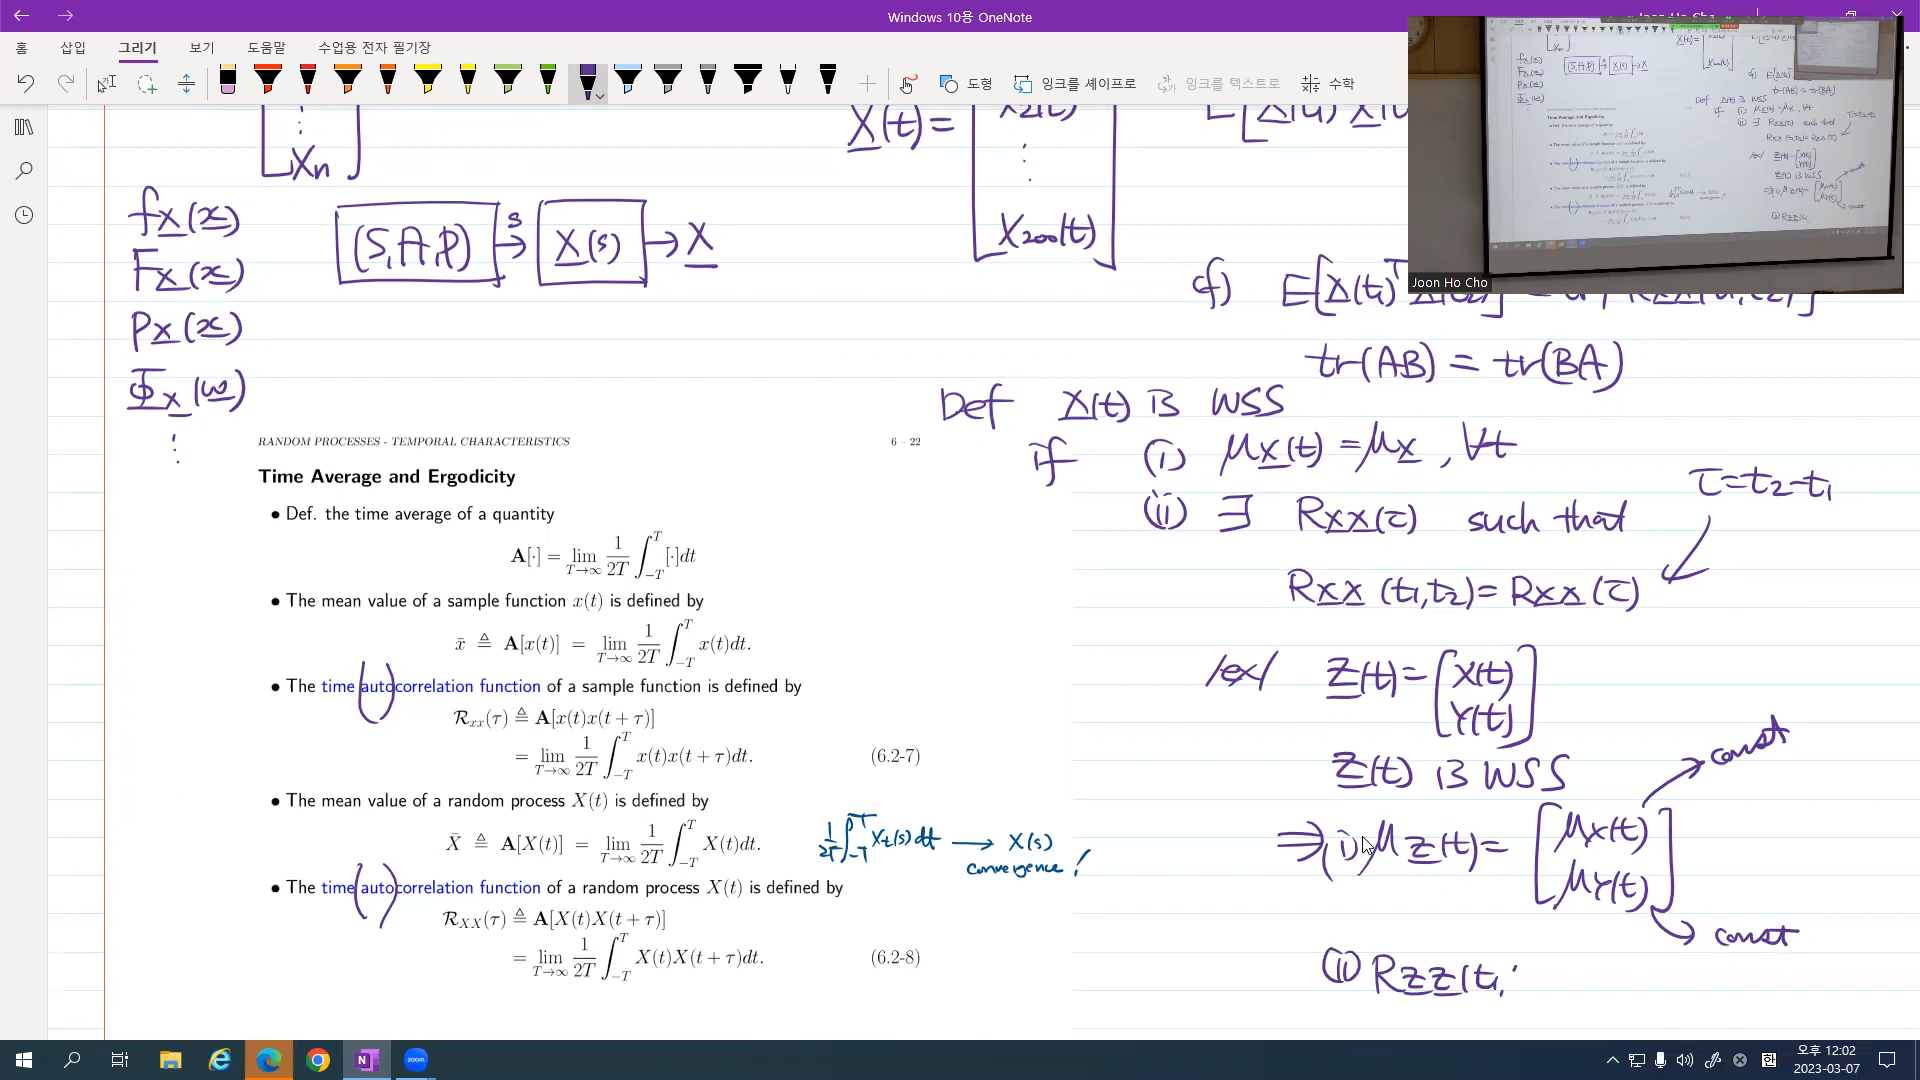 Windows 10용 OneNote
Joon Ho Cho
홈 삽입 그리기 보기 도움말 수업용 전자 필기장
도형 잉크를 셰이프로 잉크를 텍스트로 수학
Xn
X(t)=
X200(t)
fX(x)
FX(x)
pX(x)
ΦX(ω)
⋮
(S,A,P) s→ X(s) → X
Joon Ho Cho
cf)
tr(AB) = tr(BA)
Def X(t) is WSS
if (i) μX(t) = μX , ∀t
(ii) ∃ RXX(τ) such that
τ=t2-t1
RXX(t1,t2)= RXX(τ)
ex) Z(t)= [X(t) Y(t)]
Z(t) is WSS
⇒(i) μZ(t)= [μX(t) μY(t)]
const
const
(ii) RZZ(t1,
RANDOM PROCESSES - TEMPORAL CHARACTERISTICS 6 – 22
Time Average and Ergodicity
• Def. the time average of a quantity
A[·] = lim T→∞ 1/2T ∫_{-T}^{T} [·]dt
• The mean value of a sample function x(t) is defined by
x̄ ≜ A[x(t)] = lim T→∞ 1/2T ∫_{-T}^{T} x(t)dt.
• The time autocorrelation function of a sample function is defined by
Rxx(τ) ≜ A[x(t)x(t + τ)]
= lim T→∞ 1/2T ∫_{-T}^{T} x(t)x(t + τ)dt. (6.2-7)
• The mean value of a random process X(t) is defined by
X̄ ≜ A[X(t)] = lim T→∞ 1/2T ∫_{-T}^{T} X(t)dt.
1/2T ∫_{-T}^{T} Xt(s) dt → X(s)
convergence !
• The time autocorrelation function of a random process X(t) is defined by
RXX(τ) ≜ A[X(t)X(t + τ)]
= lim T→∞ 1/2T ∫_{-T}^{T} X(t)X(t + τ)dt. (6.2-8)
zoom
한
오후 12:02
2023-03-07